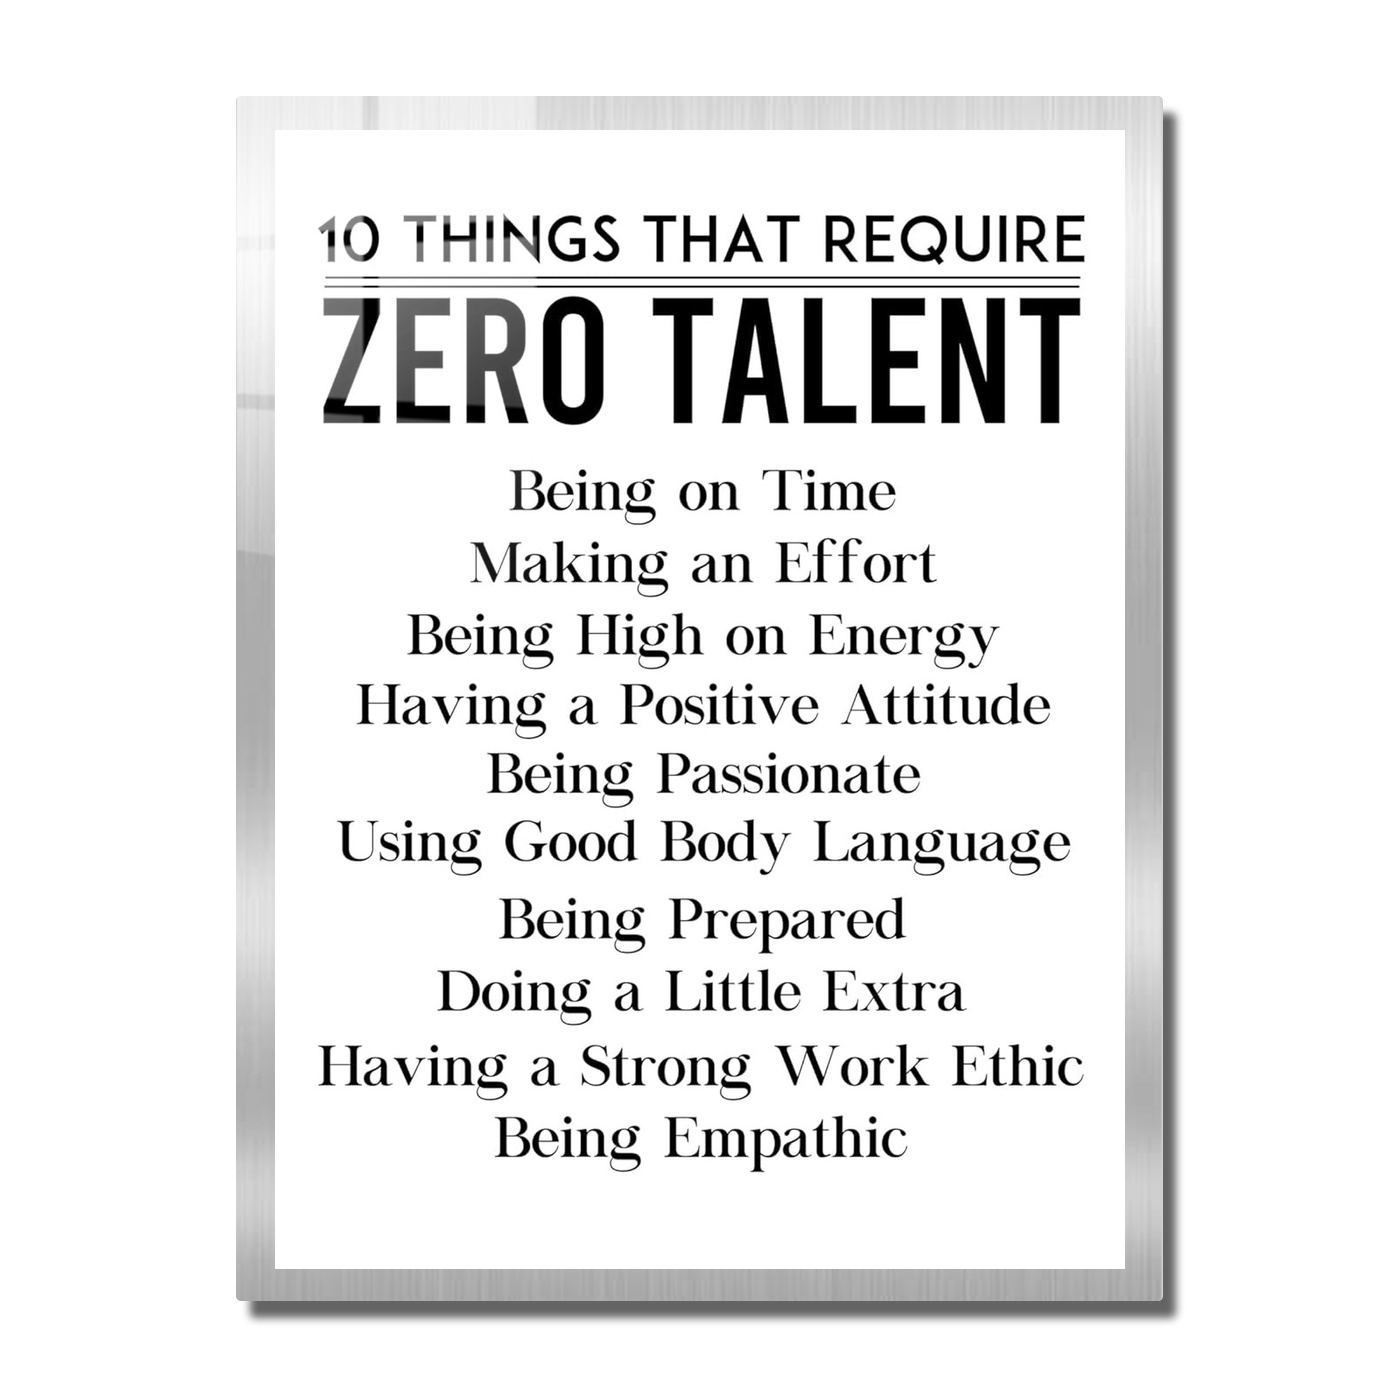 10 THINGS THAT REQUIRE
ZERO TALENT
Being on Time
Making an Effort
Being High on Energy
Having a Positive Attitude
Being Passionate
Using Good Body Language
Being Prepared
Doing a Little Extra
Having a Strong Work Ethic
Being Empathic